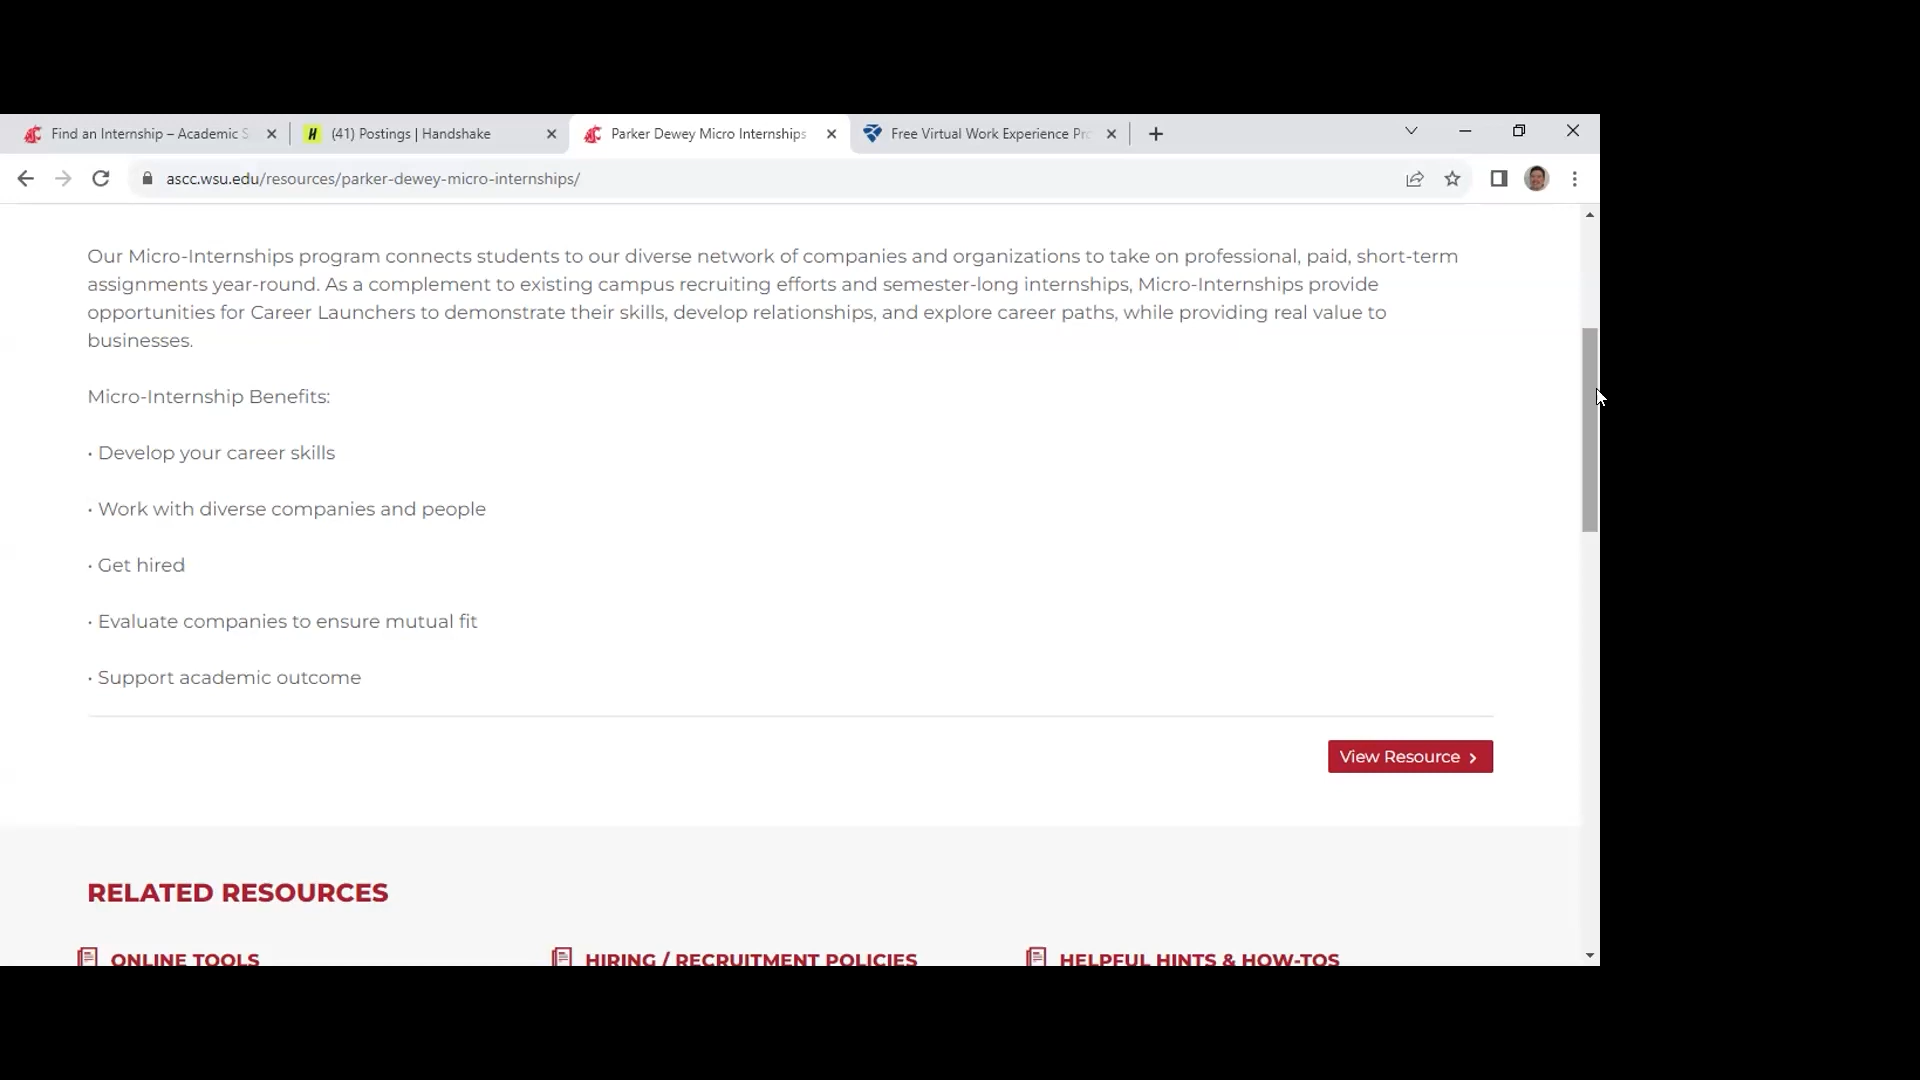 Find an Internship – Academic S
(41) Postings | Handshake
Parker Dewey Micro Internships
Free Virtual Work Experience Pr
ascc.wsu.edu/resources/parker-dewey-micro-internships/
Our Micro-Internships program connects students to our diverse network of companies and organizations to take on professional, paid, short-term
assignments year-round. As a complement to existing campus recruiting efforts and semester-long internships, Micro-Internships provide
opportunities for Career Launchers to demonstrate their skills, develop relationships, and explore career paths, while providing real value to
businesses.
Micro-Internship Benefits:
• Develop your career skills
• Work with diverse companies and people
• Get hired
• Evaluate companies to ensure mutual fit
• Support academic outcome
View Resource ›
RELATED RESOURCES
ONLINE TOOLS
HIRING / RECRUITMENT POLICIES
HELPFUL HINTS & HOW-TOS